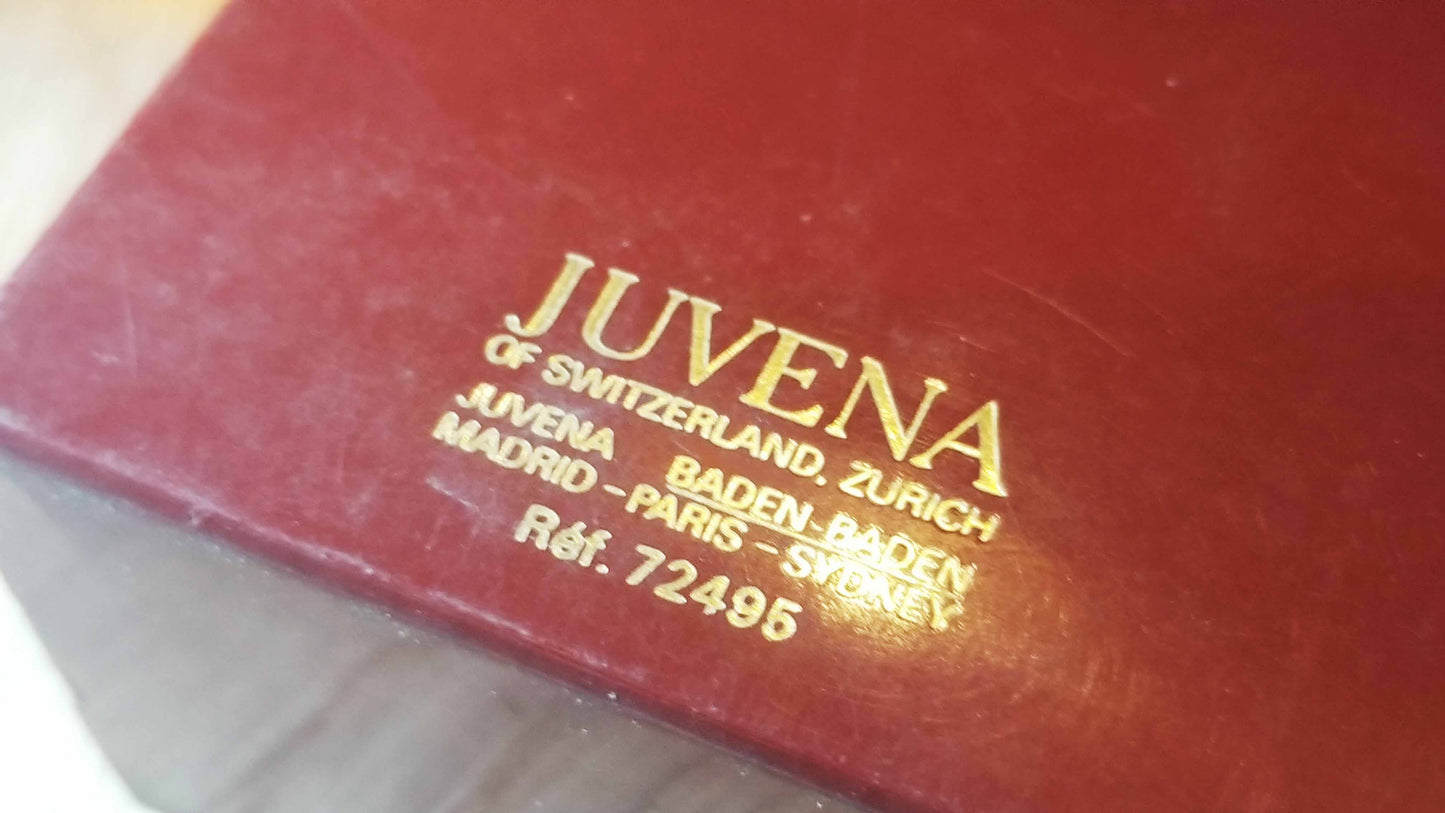 JUVENA
OF SWITZERLAND, ZURICH
JUVENA BADEN-BADEN
MADRID - PARIS - SYDNEY
Réf. 72495